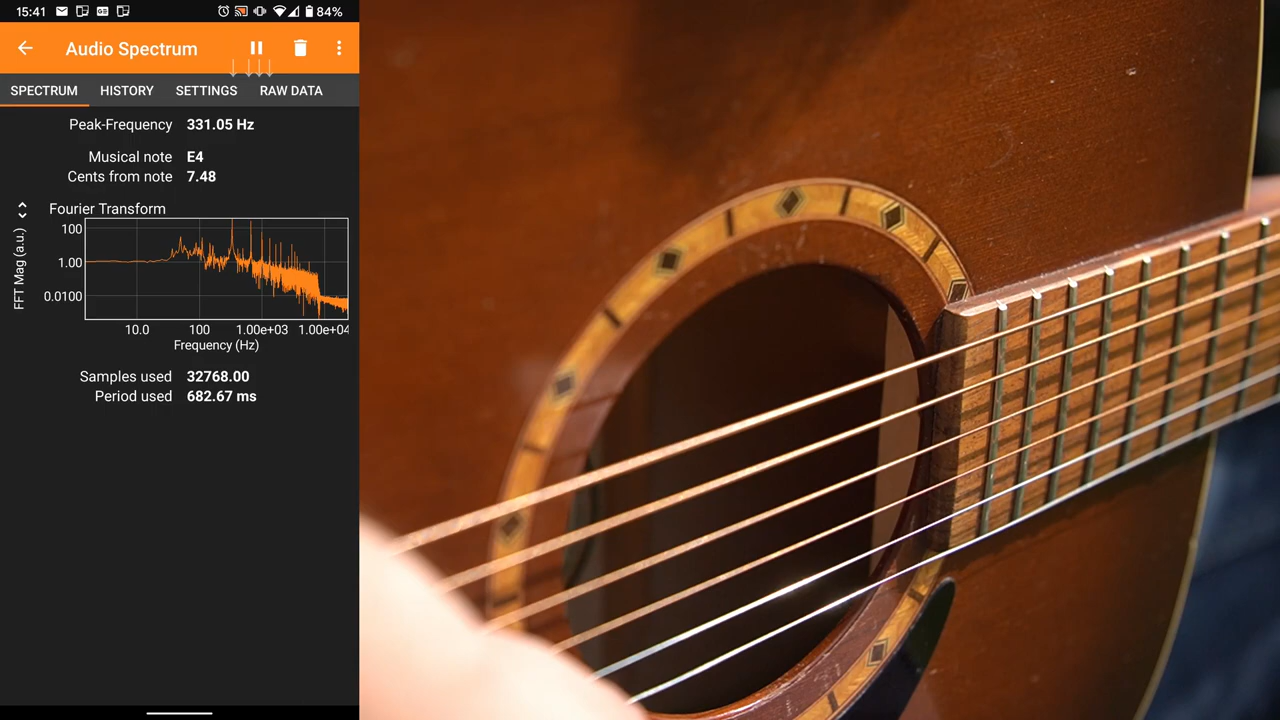 15:41 84%
Audio Spectrum
SPECTRUM HISTORY SETTINGS RAW DATA
Peak-Frequency 331.05 Hz
Musical note E4
Cents from note 7.48
Fourier Transform
FFT Mag (a.u.)
100
1.00
0.0100
10.0 100 1.00e+03 1.00e+04
Frequency (Hz)
Samples used 32768.00
Period used 682.67 ms